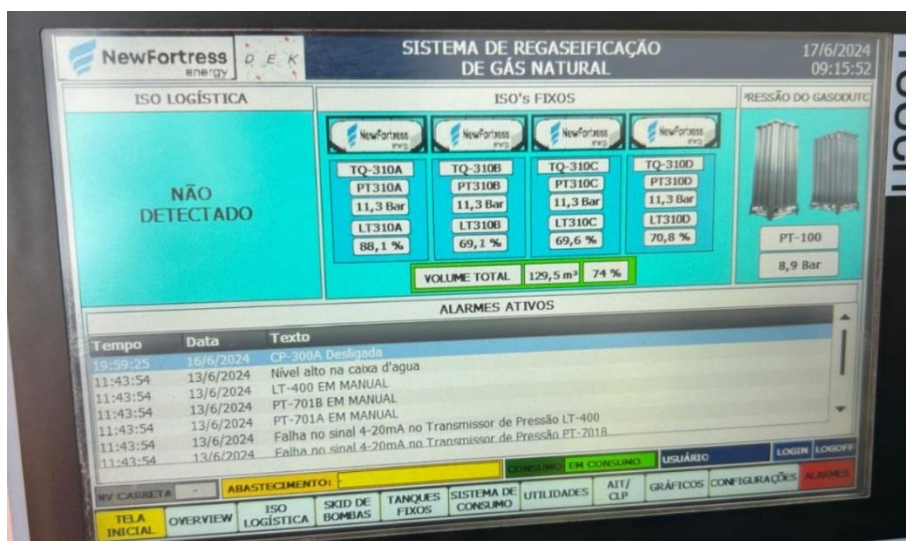 NewFortress
energy
DEK
SISTEMA DE REGASEIFICAÇÃO
DE GÁS NATURAL
17/6/2024
09:15:52
ISO LOGÍSTICA
ISO's FIXOS
PRESSÃO DO GASODUTO
NÃO
DETECTADO
NewFortress NewFortress NewFortress NewFortress
TQ-310A TQ-310B TQ-310C TQ-310D
PT310A PT310B PT310C PT310D
11,3 Bar 11,3 Bar 11,3 Bar 11,3 Bar
LT310A LT310B LT310C LT310D
88,1 % 69,1 % 69,6 % 70,8 %
VOLUME TOTAL 129,5 m³ 74 %
PT-100
8,9 Bar
ALARMES ATIVOS
Tempo Data Texto
19:59:25 16/6/2024 CP-300A Desligada
11:43:54 13/6/2024 Nível alto na caixa d'agua
11:43:54 13/6/2024 LT-400 EM MANUAL
11:43:54 13/6/2024 PT-701B EM MANUAL
11:43:54 13/6/2024 PT-701A EM MANUAL
11:43:54 13/6/2024 Falha no sinal 4-20mA no Transmissor de Pressão LT-400
11:43:54 13/6/2024 Falha no sinal 4-20mA no Transmissor de Pressão PT-701B
NV CARRETA - ABASTECIMENTO: - CONSUMO EM CONSUMO USUÁRIO LOGIN LOGOFF
TELA INICIAL OVERVIEW ISO LOGÍSTICA SKID DE BOMBAS TANQUES FIXOS SISTEMA DE CONSUMO UTILIDADES AIT/ CLP GRÁFICOS CONFIGURAÇÕES ALARMES
Touch